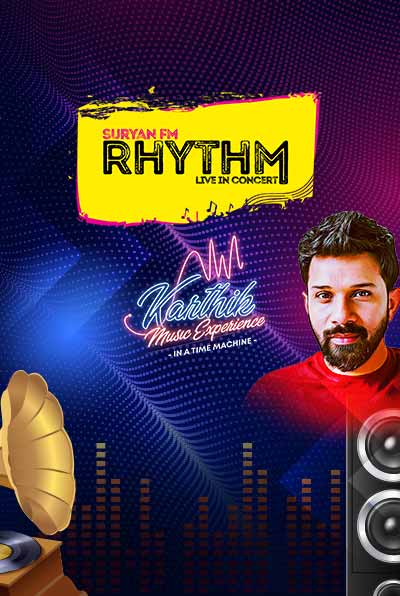 SURYAN FM
RHYTHM
LIVE IN CONCERT
Karthik
Music Experience
- IN A TIME MACHINE -